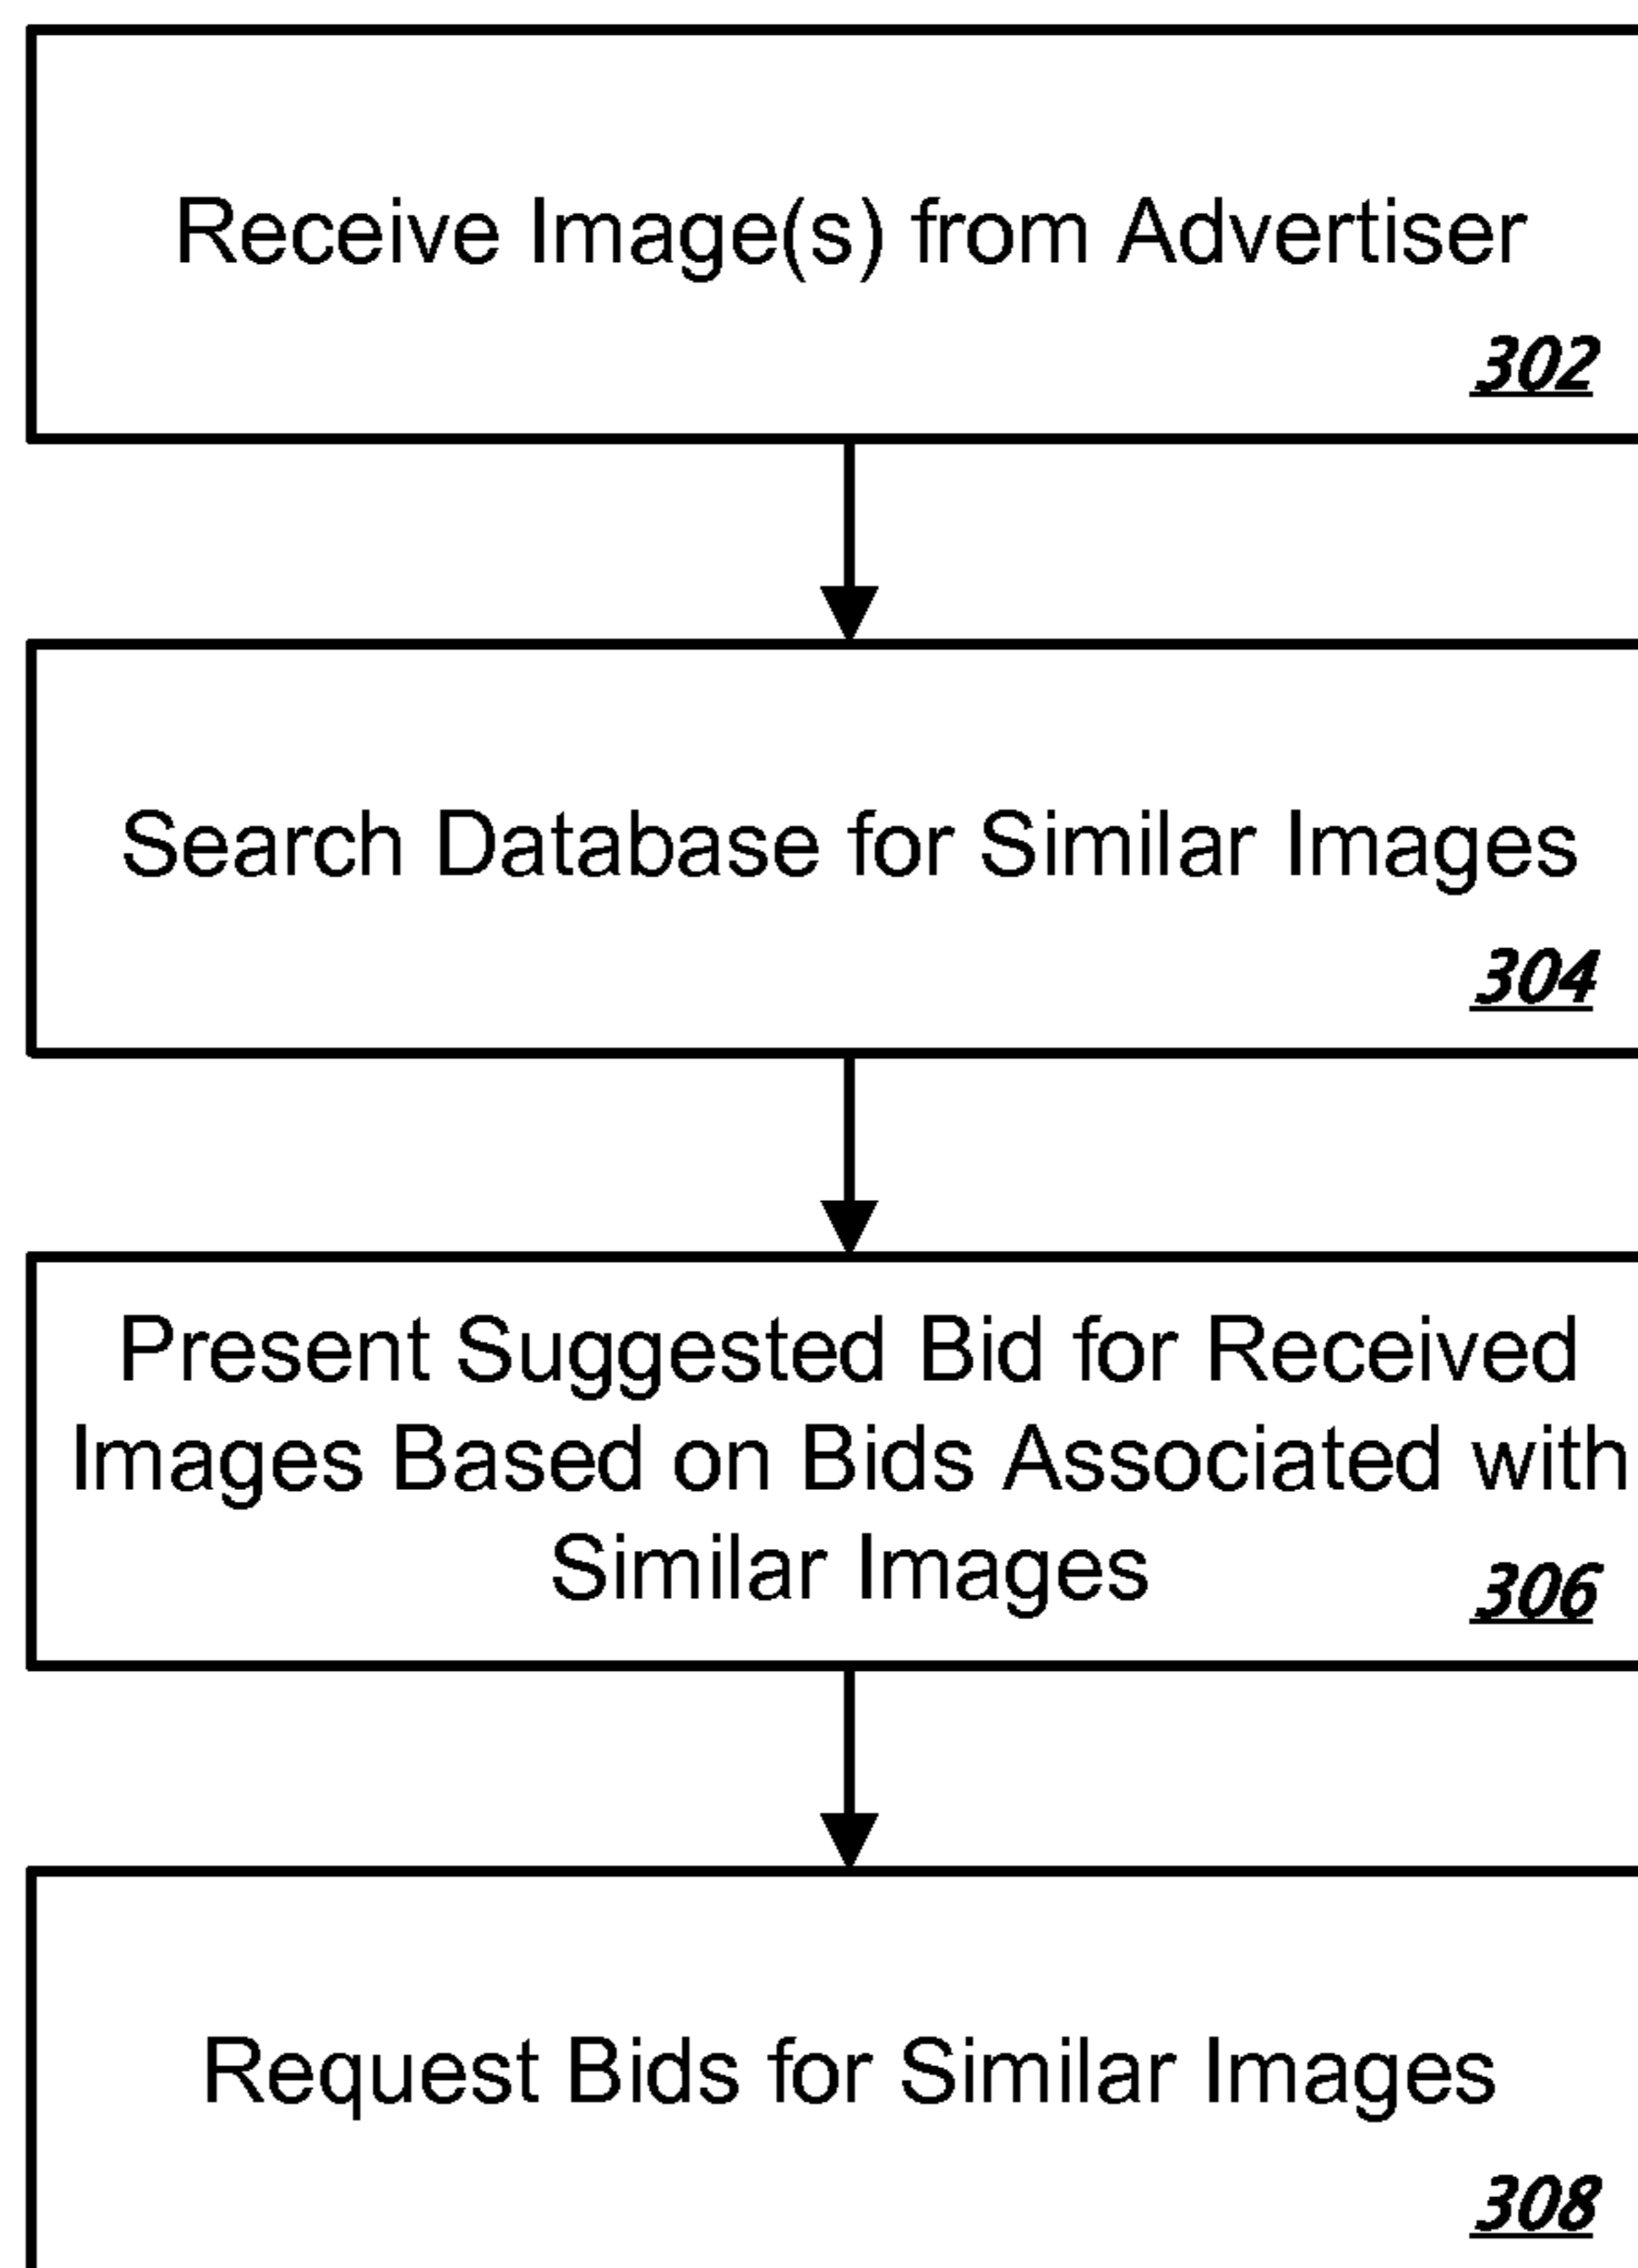 Receive Image(s) from Advertiser
302
Search Database for Similar Images
304
Present Suggested Bid for Received
Images Based on Bids Associated with
Similar Images
306
Request Bids for Similar Images
308